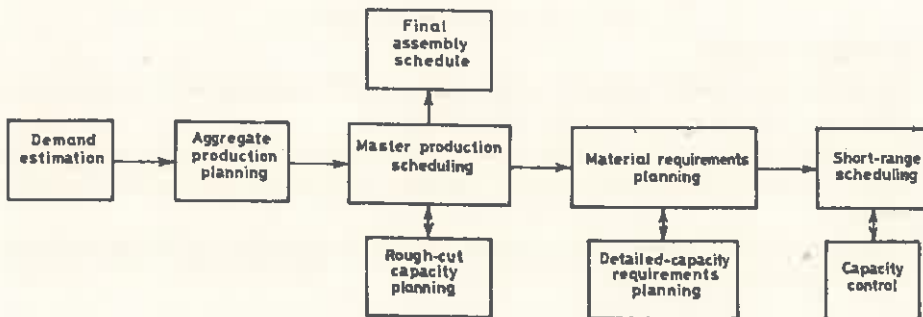 Final
assembly
schedule
Demand
estimation
Aggregate
production
planning
Master production
scheduling
Material requirements
planning
Short-range
scheduling
Rough-cut
capacity
planning
Detailed-capacity
requirements
planning
Capacity
control